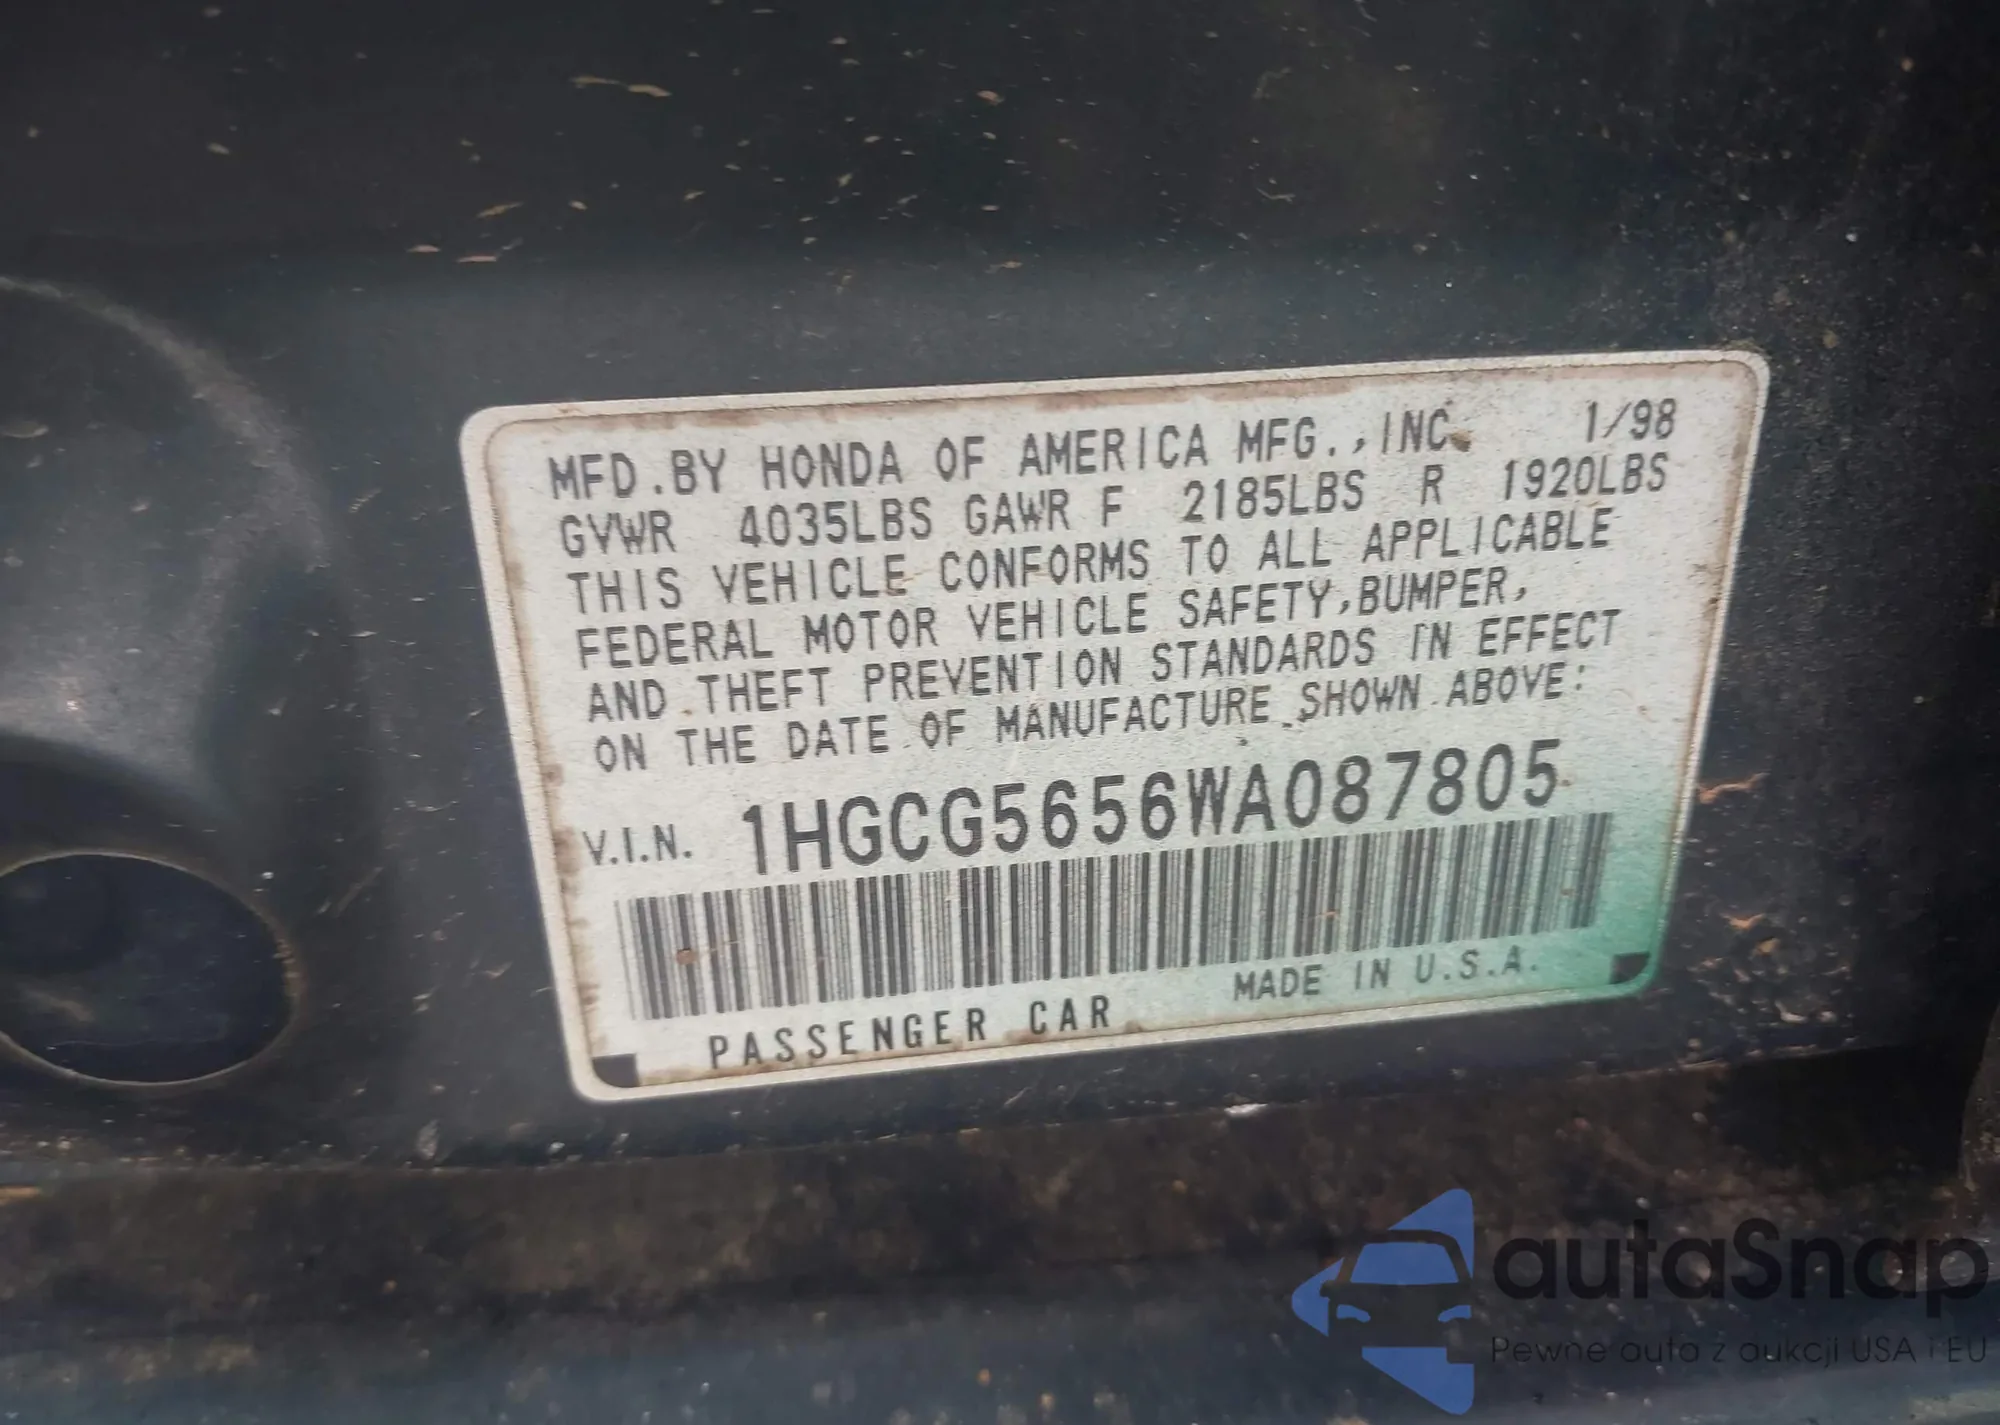 MFD.BY HONDA OF AMERICA MFG.,INC. 1/98
GVWR 4035LBS GAWR F 2185LBS R 1920LBS
THIS VEHICLE CONFORMS TO ALL APPLICABLE
FEDERAL MOTOR VEHICLE SAFETY,BUMPER,
AND THEFT PREVENTION STANDARDS IN EFFECT
ON THE DATE OF MANUFACTURE SHOWN ABOVE:
V.I.N. 1HGCG5656WA087805
PASSENGER CAR MADE IN U.S.A.
autaSnap
Pewne auta z aukcji USA i EU